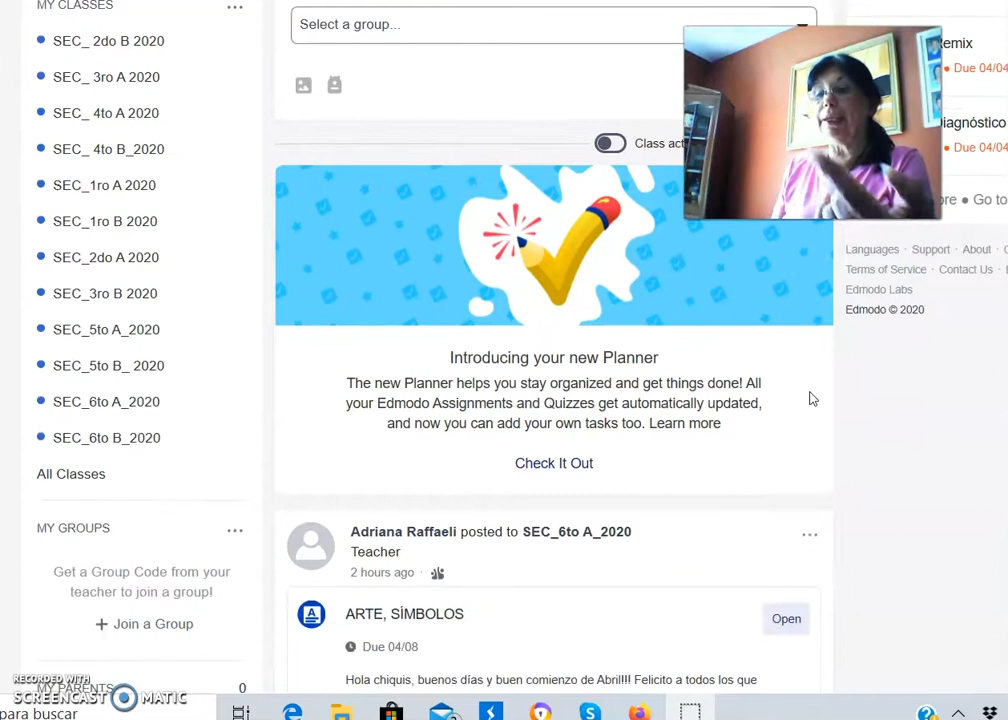 MY CLASSES
SEC_ 2do B 2020
SEC_ 3ro A 2020
SEC_ 4to A 2020
SEC_ 4to B_2020
SEC_1ro A 2020
SEC_1ro B 2020
SEC_2do A 2020
SEC_3ro B 2020
SEC_5to A_2020
SEC_5to B_ 2020
SEC_6to A_2020
SEC_6to B_2020
All Classes
MY GROUPS
Get a Group Code from your
teacher to join a group!
+ Join a Group
MY PARENTS 0
Select a group...
Class act
Introducing your new Planner
The new Planner helps you stay organized and get things done! All
your Edmodo Assignments and Quizzes get automatically updated,
and now you can add your own tasks too. Learn more
Check It Out
Adriana Raffaeli posted to SEC_6to A_2020
Teacher
2 hours ago
ARTE, SÍMBOLOS
Open
Due 04/08
Hola chiquis, buenos días y buen comienzo de Abril!!! Felicito a todos los que
emix
Due 04/04
iagnóstico
Due 04/04
re • Go to
Languages · Support · About ·
Terms of Service · Contact Us ·
Edmodo Labs
Edmodo © 2020
RECORDED WITH
SCREENCAST MATIC
para buscar